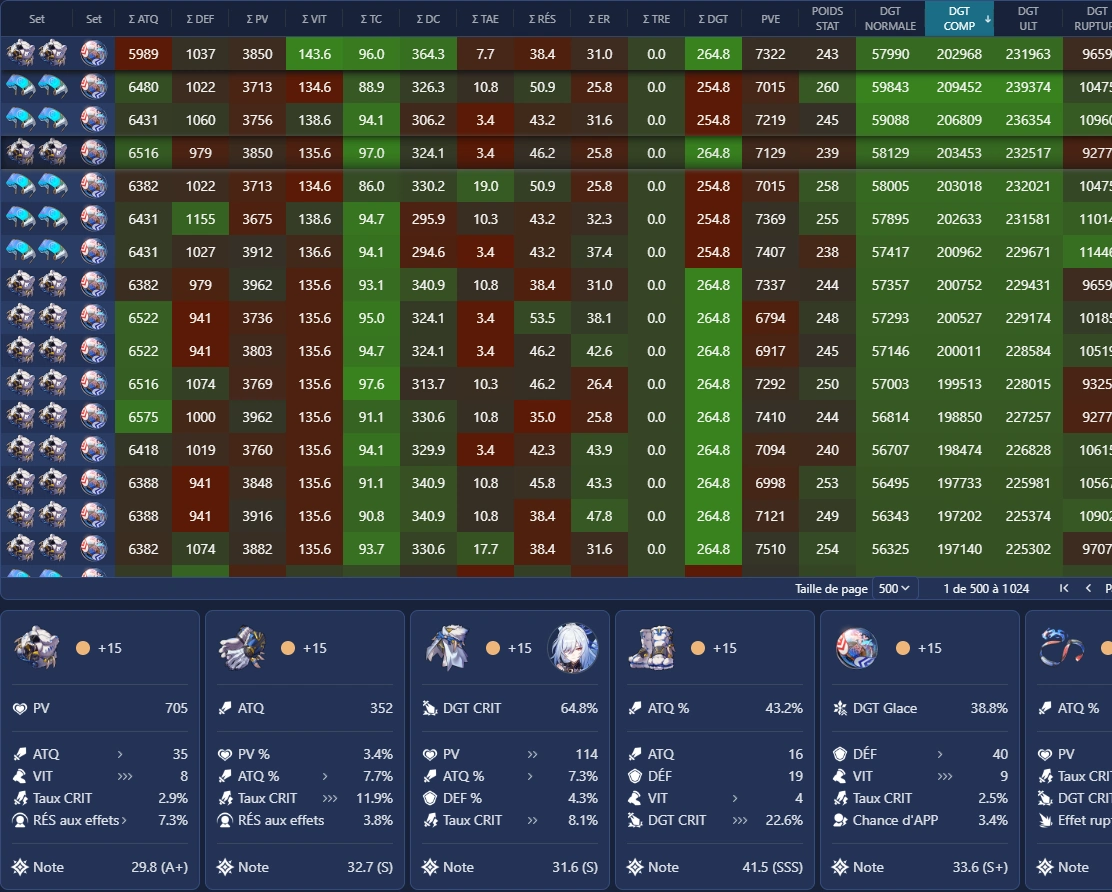 Set Set Σ ATQ Σ DEF Σ PV Σ VIT Σ TC Σ DC Σ TAE Σ RÉS Σ ER Σ TRE Σ DGT PVE POIDS STAT DGT NORMALE DGT COMP ↓ DGT ULT DGT RUPTUR
5989 1037 3850 143.6 96.0 364.3 7.7 38.4 31.0 0.0 264.8 7322 243 57990 202968 231963 9659
6480 1022 3713 134.6 88.9 326.3 10.8 50.9 25.8 0.0 254.8 7015 260 59843 209452 239374 10475
6431 1060 3756 138.6 94.1 306.2 3.4 43.2 31.6 0.0 254.8 7219 245 59088 206809 236354 10960
6516 979 3850 135.6 97.0 324.1 3.4 46.2 25.8 0.0 264.8 7129 239 58129 203453 232517 9277
6382 1022 3713 134.6 86.0 330.2 19.0 50.9 25.8 0.0 254.8 7015 258 58005 203018 232021 10475
6431 1155 3675 138.6 94.7 295.9 10.3 43.2 32.3 0.0 254.8 7369 255 57895 202633 231581 11014
6431 1027 3912 136.6 94.1 294.6 3.4 43.2 37.4 0.0 254.8 7407 238 57417 200962 229671 11446
6382 979 3962 135.6 93.1 340.9 10.8 38.4 31.0 0.0 264.8 7337 244 57357 200752 229431 9659
6522 941 3736 135.6 95.0 324.1 3.4 53.5 38.1 0.0 264.8 6794 248 57293 200527 229174 10185
6522 941 3803 135.6 94.7 324.1 3.4 46.2 42.6 0.0 264.8 6917 245 57146 200011 228584 10519
6516 1074 3769 135.6 97.6 313.7 10.3 46.2 26.4 0.0 264.8 7292 250 57003 199513 228015 9325
6575 1000 3962 135.6 91.1 330.6 10.8 35.0 25.8 0.0 264.8 7410 244 56814 198850 227257 9277
6418 1019 3760 135.6 94.1 329.9 3.4 42.3 43.9 0.0 264.8 7094 240 56707 198474 226828 10615
6388 941 3848 135.6 91.1 340.9 10.8 45.8 43.3 0.0 264.8 6998 253 56495 197733 225981 10567
6388 941 3916 135.6 90.8 340.9 10.8 38.4 47.8 0.0 264.8 7121 249 56343 197202 225374 10902
6382 1074 3882 135.6 93.7 330.6 17.7 38.4 31.6 0.0 264.8 7510 254 56325 197140 225302 9707
Taille de page 500 1 de 500 à 1 024 P
+15
PV 705
ATQ > 35
VIT >>> 8
Taux CRIT 2.9%
RÉS aux effets > 7.3%
Note 29.8 (A+)
+15
ATQ 352
PV % 3.4%
ATQ % > 7.7%
Taux CRIT >>> 11.9%
RÉS aux effets 3.8%
Note 32.7 (S)
+15
DGT CRIT 64.8%
PV >> 114
ATQ % > 7.3%
DEF % 4.3%
Taux CRIT >> 8.1%
Note 31.6 (S)
+15
ATQ % 43.2%
ATQ 16
DÉF 19
VIT > 4
DGT CRIT >>> 22.6%
Note 41.5 (SSS)
+15
DGT Glace 38.8%
DÉF > 40
VIT >>> 9
Taux CRIT 2.5%
Chance d'APP 3.4%
Note 33.6 (S+)
ATQ %
PV
Taux CRI
DGT CRI
Effet rup
Note